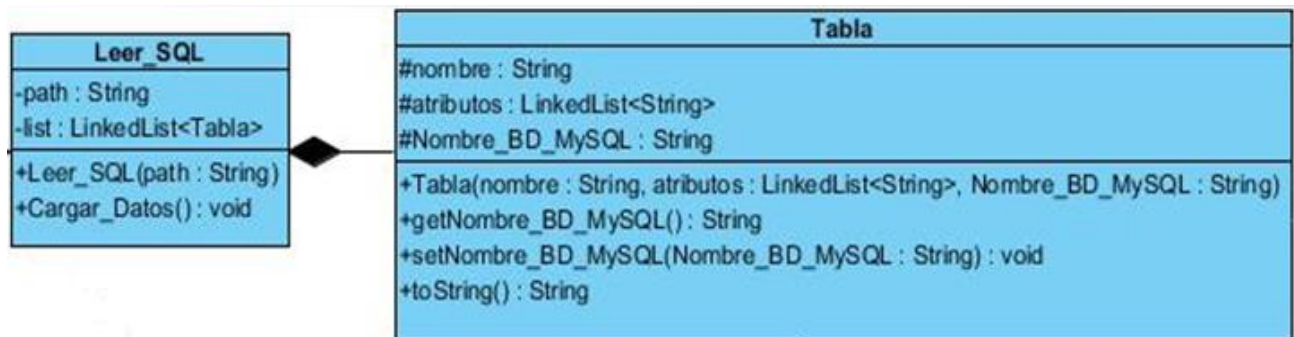 Leer_SQL
-path : String
-list : LinkedList<Tabla>
+Leer_SQL(path : String)
+Cargar_Datos() : void
Tabla
#nombre : String
#atributos : LinkedList<String>
#Nombre_BD_MySQL : String
+Tabla(nombre : String, atributos : LinkedList<String>, Nombre_BD_MySQL : String)
+getNombre_BD_MySQL() : String
+setNombre_BD_MySQL(Nombre_BD_MySQL : String) : void
+toString() : String